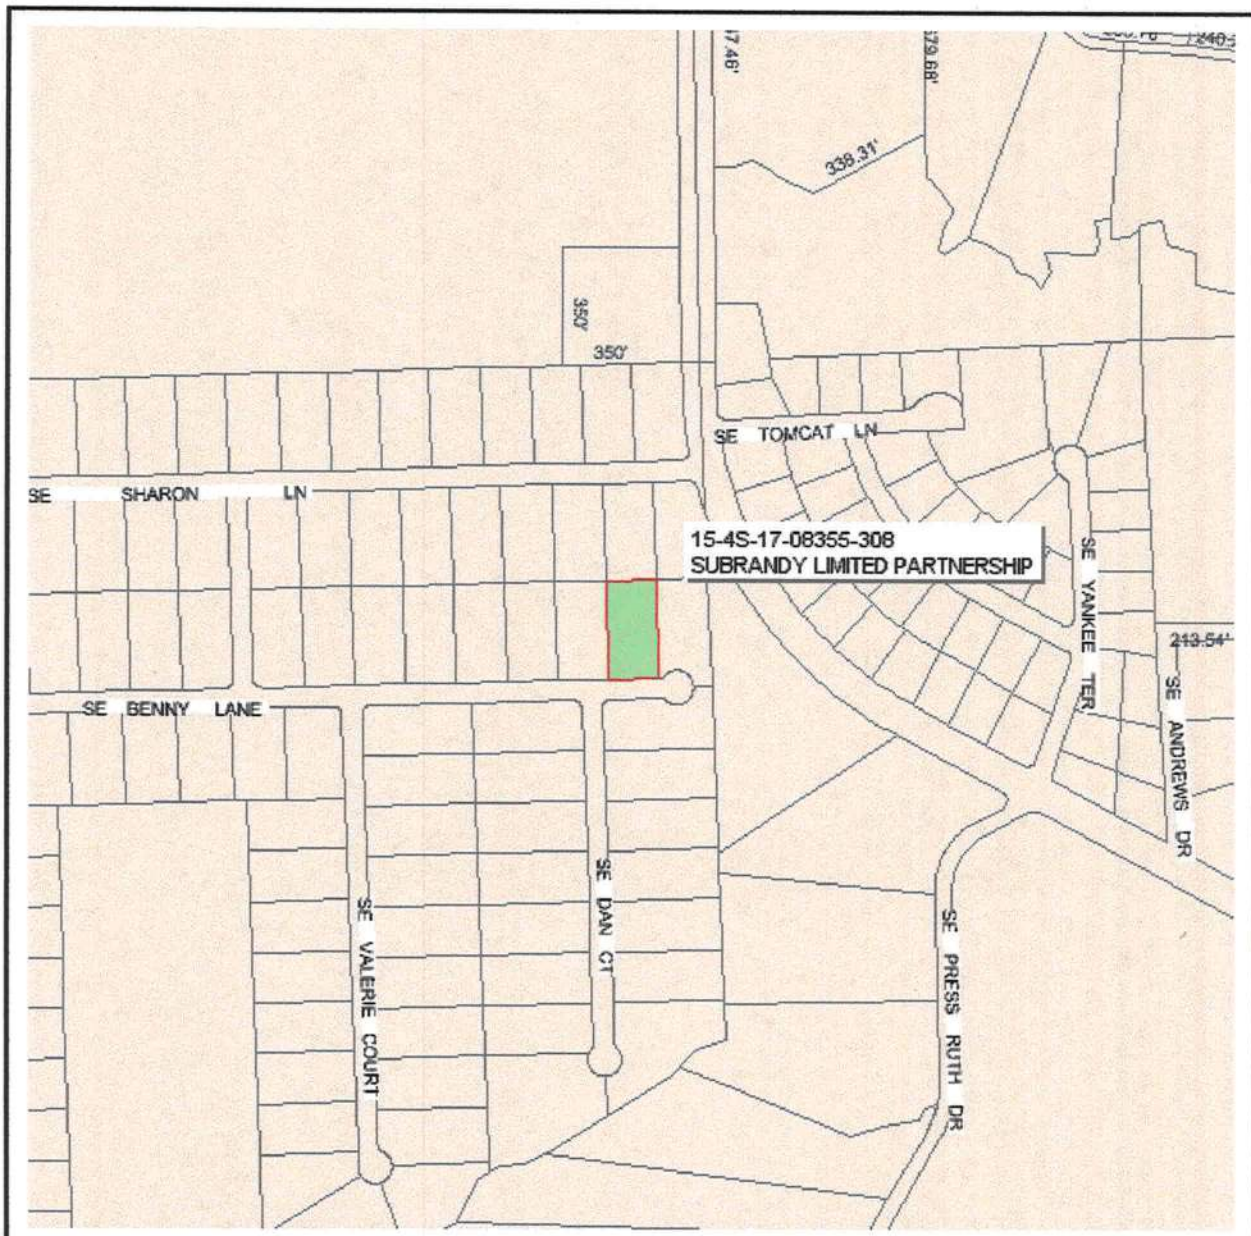 338.31'
350'
350'
SE TOMCAT LN
SE SHARON LN
15-4S-17-08355-308
SUBRANDY LIMITED PARTNERSHIP
SE YANKEE TER
213.54'
SE BENNY LANE
SE ANDREWS DR
SE DAN CT
SE VALERIE COURT
SE PRESS RUTH DR